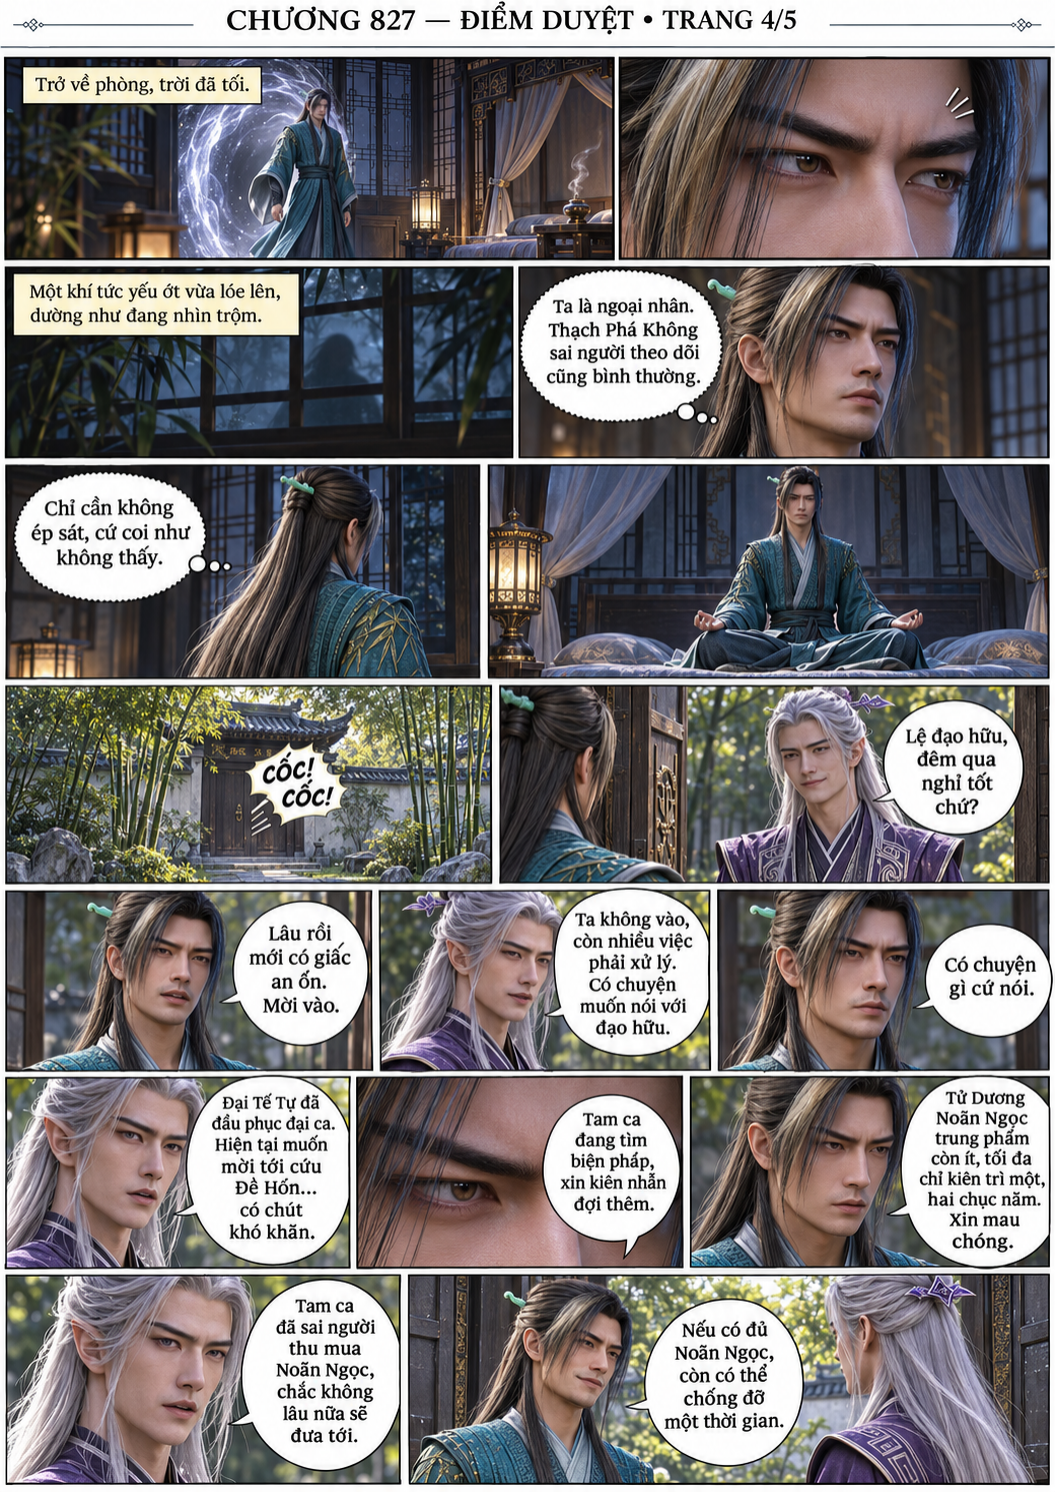 CHƯƠNG 827 — ĐIỂM DUYỆT • TRANG 4/5
Trở về phòng, trời đã tối.
Một khí tức yếu ớt vừa lóe lên,
dường như đang nhìn trộm.
Ta là ngoại nhân.
Thạch Phá Không
sai người theo dõi
cũng bình thường.
Chỉ cần không
ép sát, cứ coi như
không thấy.
CỐC!
CỐC!
Lệ đạo hữu,
đêm qua
nghỉ tốt
chứ?
Lâu rồi
mới có giấc
an ổn.
Mời vào.
Ta không vào,
còn nhiều việc
phải xử lý.
Có chuyện
muốn nói với
đạo hữu.
Có chuyện
gì cứ nói.
Đại Tế Tự đã
đầu phục đại ca.
Hiện tại muốn
mời tới cứu
Đề Hốn...
có chút
khó khăn.
Tam ca
đang tìm
biện pháp,
xin kiên nhẫn
đợi thêm.
Tử Dương
Noãn Ngọc
trung phẩm
còn ít, tối đa
chỉ kiên trì một,
hai chục năm.
Xin mau
chóng.
Tam ca
đã sai người
thu mua
Noãn Ngọc,
chắc không
lâu nữa sẽ
đưa tới.
Nếu có đủ
Noãn Ngọc,
còn có thể
chống đỡ
một thời gian.